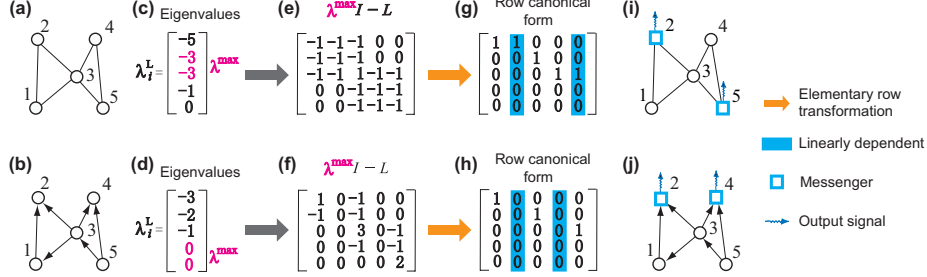 (a)
2
4
3
1
5
(c)
Eigenvalues
λᵢᴸ=
-5
-3
-3
-1
0
λᵐᵃˣ
(e)
λᵐᵃˣI-L
-1 -1 -1 0 0
-1 -1 -1 0 0
-1 -1 1 -1 -1
0 0 -1 -1 -1
0 0 -1 -1 -1
(g)
Row canonical
form
1 1 0 0 0
0 0 1 0 0
0 0 0 1 1
0 0 0 0 0
0 0 0 0 0
(i)
2
4
3
1
5
Elementary row
transformation
Linearly dependent
Messenger
Output signal
(b)
2
4
3
1
5
(d)
Eigenvalues
λᵢᴸ=
-3
-2
-1
0
0
λᵐᵃˣ
(f)
λᵐᵃˣI-L
1 0 -1 0 0
-1 0 -1 0 0
0 0 3 0 -1
0 0 -1 0 -1
0 0 0 0 2
(h)
Row canonical
form
1 0 0 0 0
0 0 1 0 0
0 0 0 0 1
0 0 0 0 0
0 0 0 0 0
(j)
2
4
3
1
5